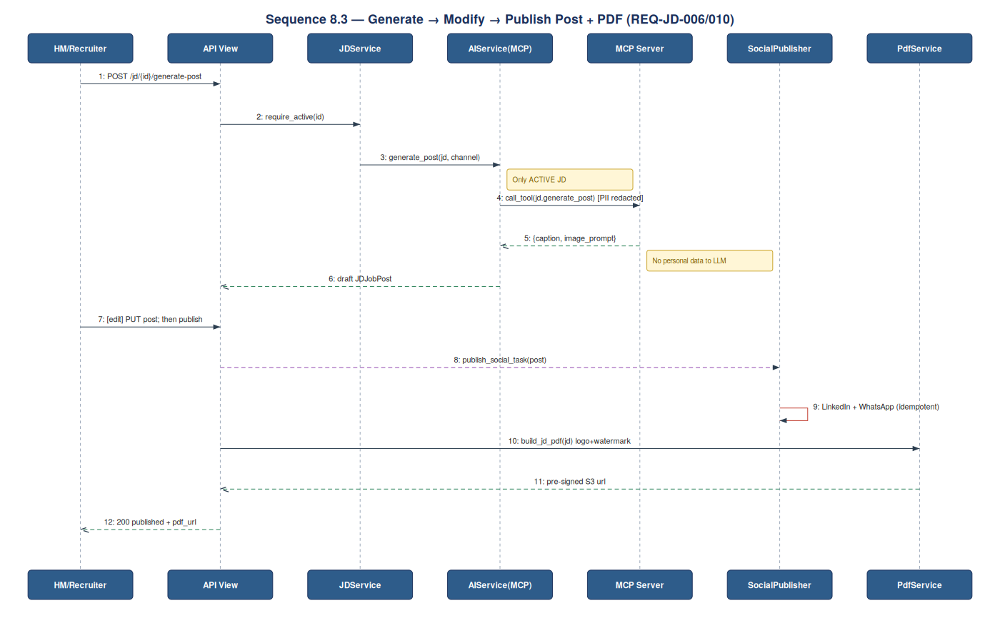 Sequence 8.3 — Generate → Modify → Publish Post + PDF (REQ-JD-006/010)
HM/Recruiter
API View
JDService
AIService(MCP)
MCP Server
SocialPublisher
PdfService
1: POST /jd/{id}/generate-post
2: require_active(id)
3: generate_post(jd, channel)
Only ACTIVE JD
4: call_tool(jd.generate_post) [PII redacted]
5: {caption, image_prompt}
No personal data to LLM
6: draft JDJobPost
7: [edit] PUT post; then publish
8: publish_social_task(post)
9: LinkedIn + WhatsApp (idempotent)
10: build_jd_pdf(jd) logo+watermark
11: pre-signed S3 url
12: 200 published + pdf_url
HM/Recruiter
API View
JDService
AIService(MCP)
MCP Server
SocialPublisher
PdfService